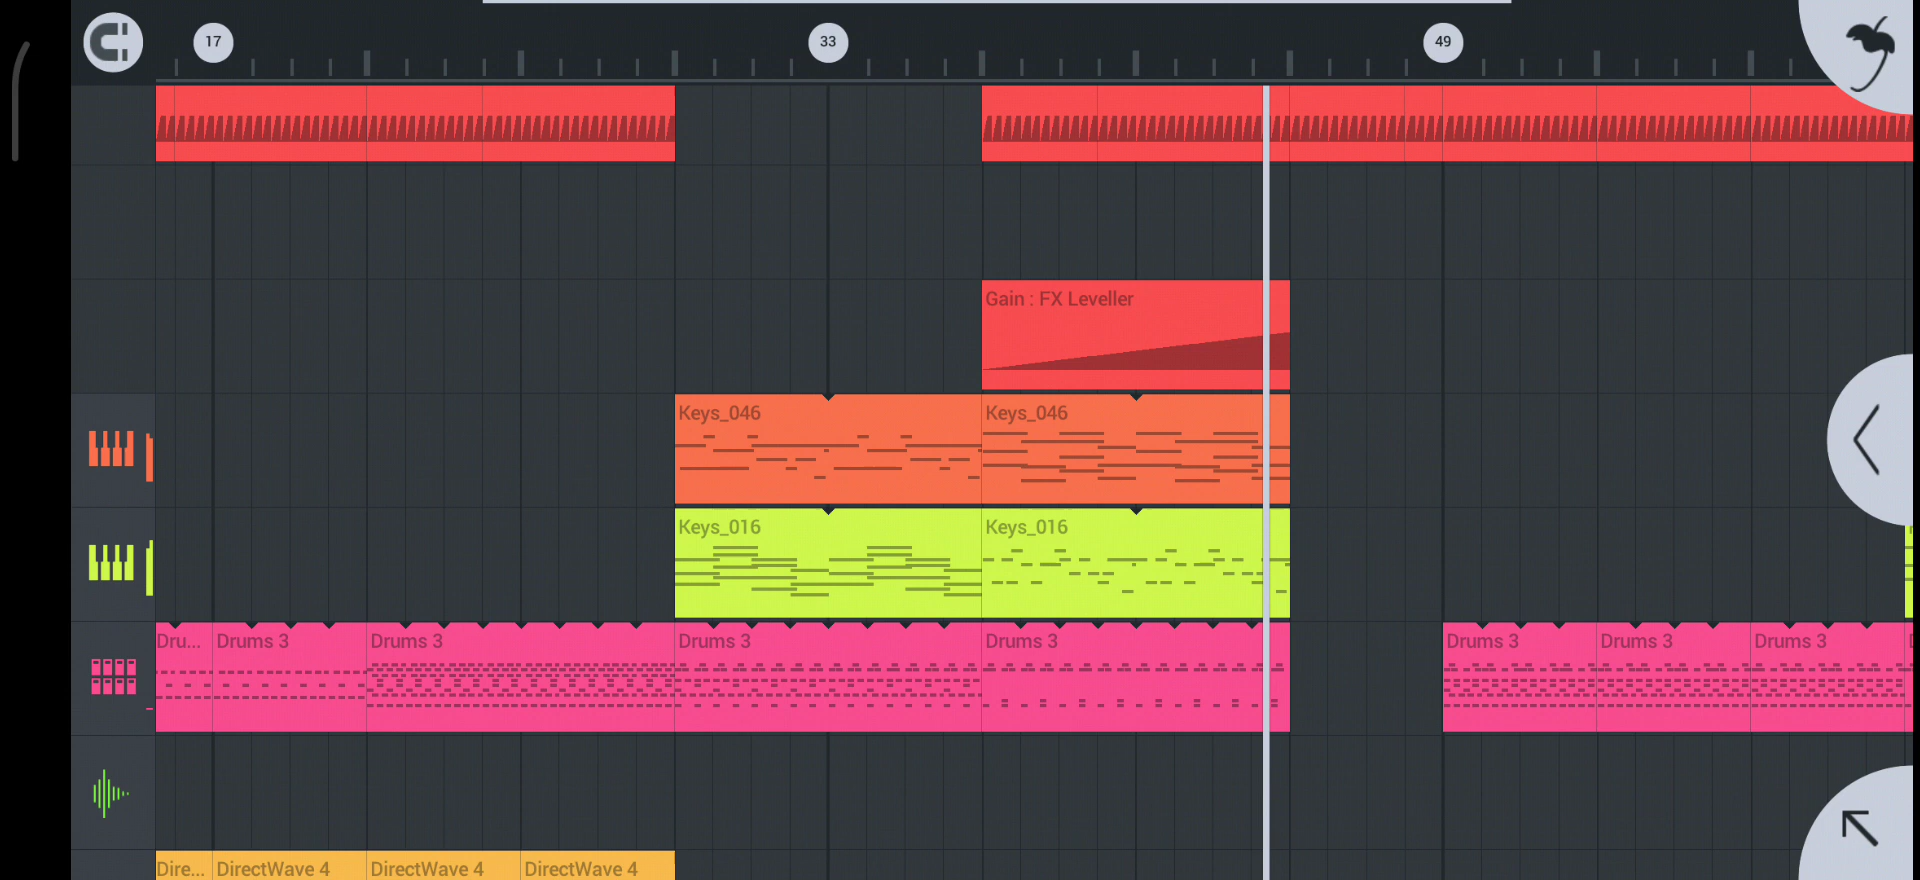 17 33 49
Gain : FX Leveller
Keys_046 Keys_046
Keys_016 Keys_016
Dru... Drums 3 Drums 3 Drums 3 Drums 3 Drums 3 Drums 3 Drums 3
Dire... DirectWave 4 DirectWave 4 DirectWave 4